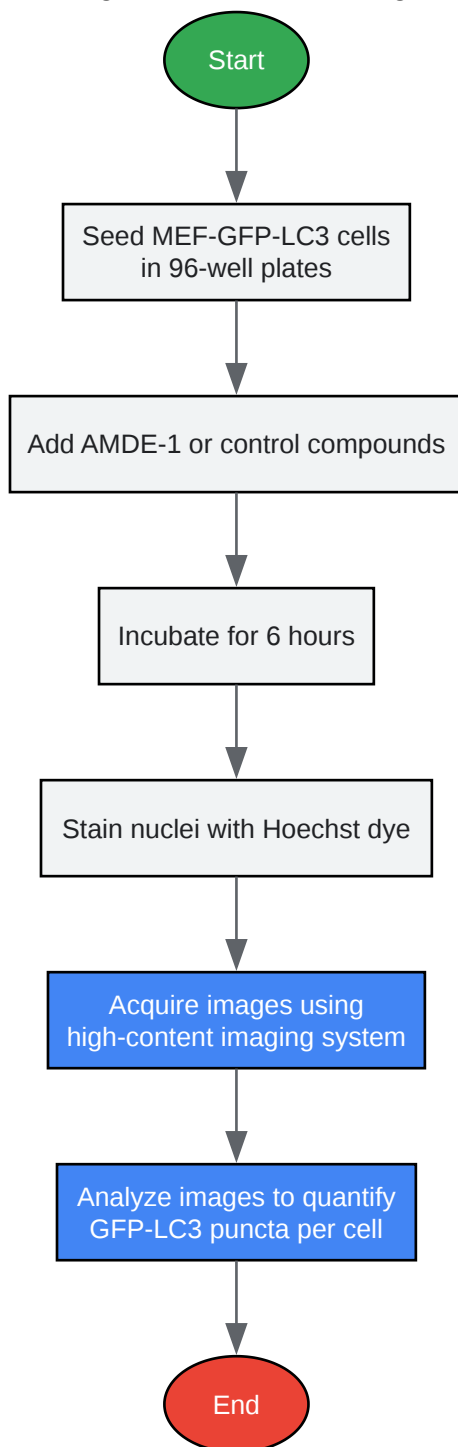 Start
Seed MEF-GFP-LC3 cells
in 96-well plates
Add AMDE-1 or control compounds
Incubate for 6 hours
Stain nuclei with Hoechst dye
Acquire images using
high-content imaging system
Analyze images to quantify
GFP-LC3 puncta per cell
End